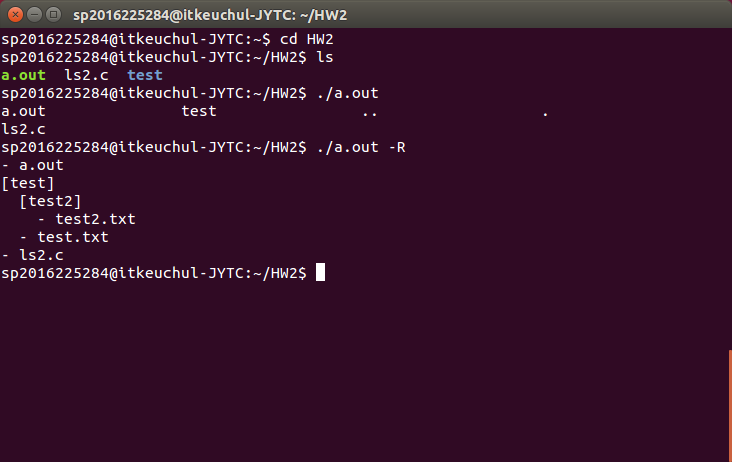 sp2016225284@itkeuchul-JYTC: ~/HW2
sp2016225284@itkeuchul-JYTC:~$ cd HW2
sp2016225284@itkeuchul-JYTC:~/HW2$ ls
a.out  ls2.c  test
sp2016225284@itkeuchul-JYTC:~/HW2$ ./a.out
a.out               test                ..                  .
ls2.c
sp2016225284@itkeuchul-JYTC:~/HW2$ ./a.out -R
- a.out
[test]
  [test2]
    - test2.txt
  - test.txt
- ls2.c
sp2016225284@itkeuchul-JYTC:~/HW2$